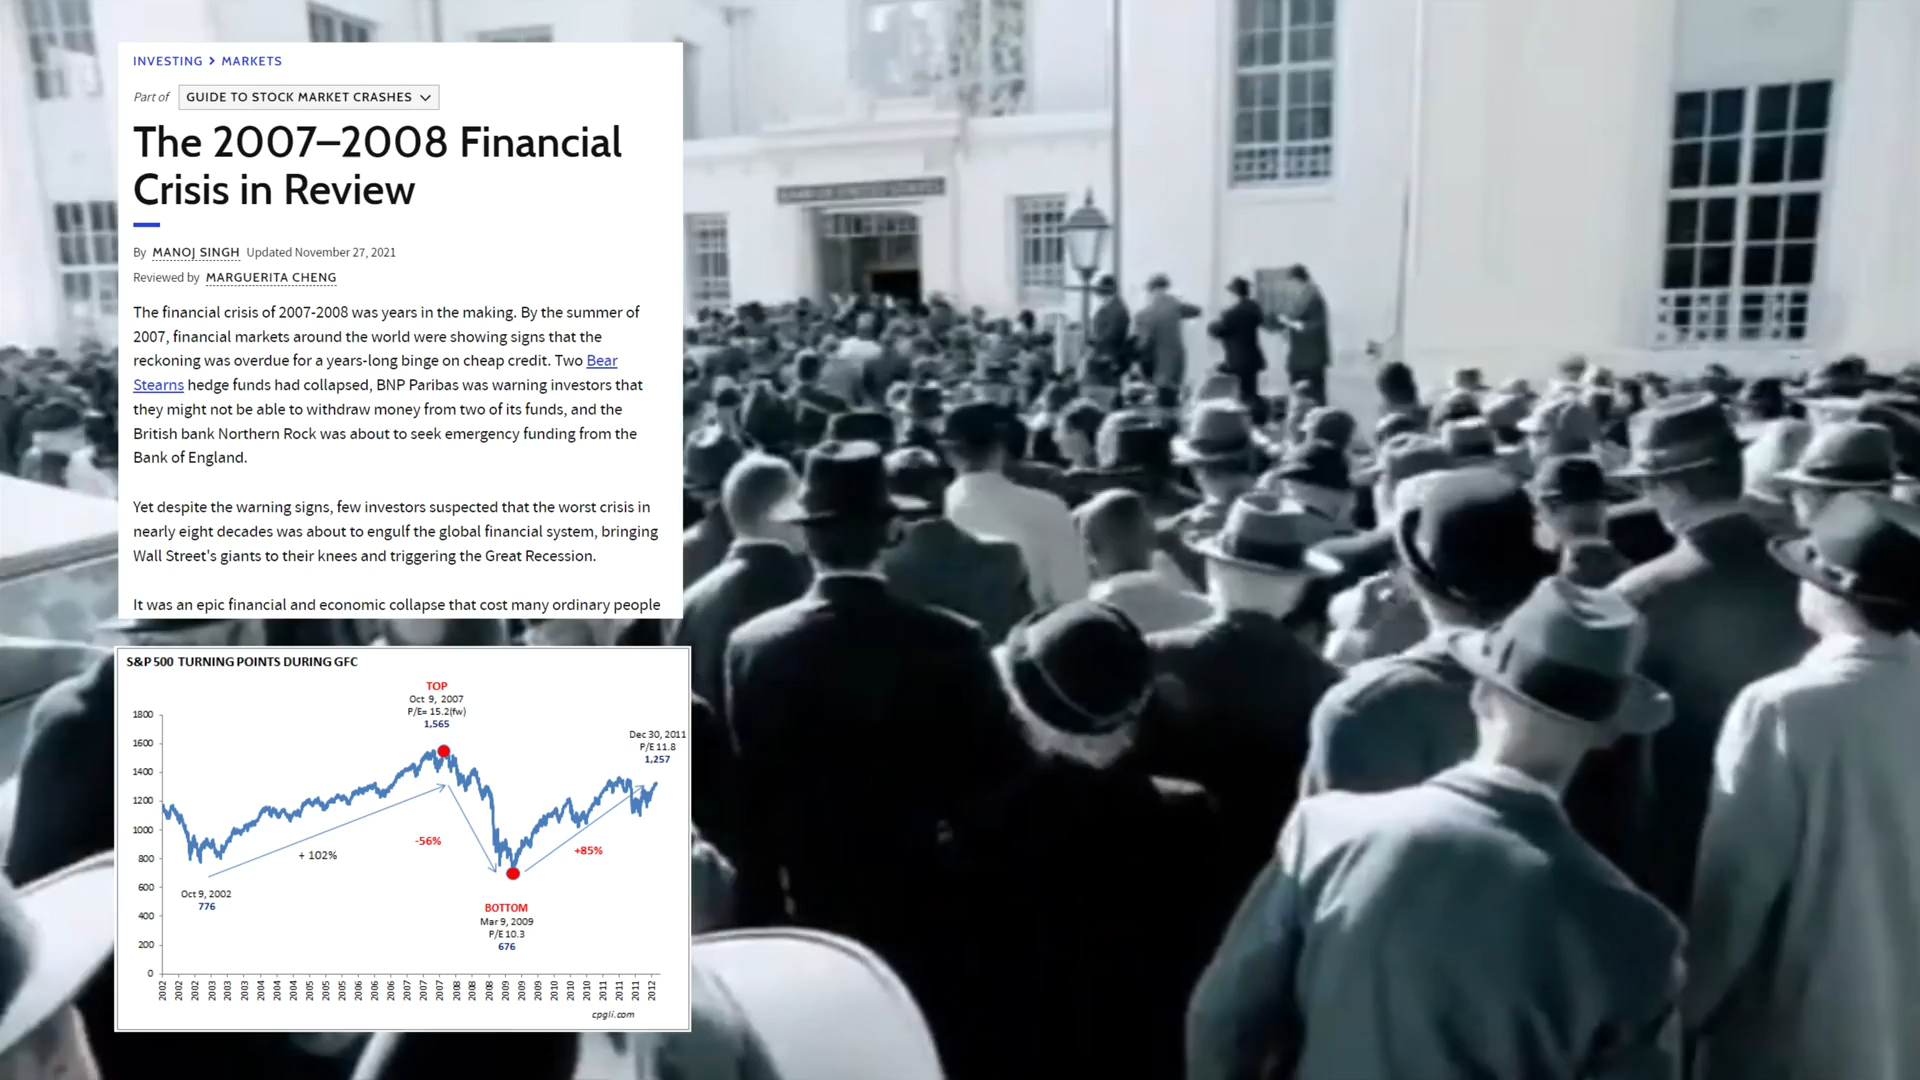 INVESTING > MARKETS
Part of GUIDE TO STOCK MARKET CRASHES
The 2007–2008 Financial
Crisis in Review
By MANOJ SINGH Updated November 27, 2021
Reviewed by MARGUERITA CHENG
The financial crisis of 2007-2008 was years in the making. By the summer of
2007, financial markets around the world were showing signs that the
reckoning was overdue for a years-long binge on cheap credit. Two Bear
Stearns hedge funds had collapsed, BNP Paribas was warning investors that
they might not be able to withdraw money from two of its funds, and the
British bank Northern Rock was about to seek emergency funding from the
Bank of England.
Yet despite the warning signs, few investors suspected that the worst crisis in
nearly eight decades was about to engulf the global financial system, bringing
Wall Street's giants to their knees and triggering the Great Recession.
It was an epic financial and economic collapse that cost many ordinary people
S&P 500 TURNING POINTS DURING GFC
TOP
Oct 9, 2007
P/E= 15.2(fw)
1,565
Dec 30, 2011
P/E 11.8
1,257
1800
1600
1400
1200
1000
800
600
400
200
0
+ 102%
-56%
+85%
Oct 9, 2002
776
BOTTOM
Mar 9, 2009
P/E 10.3
676
2002 2002 2002 2003 2003 2003 2004 2004 2004 2005 2005 2005 2006 2006 2006 2007 2007 2007 2008 2008 2008 2009 2009 2009 2010 2010 2010 2011 2011 2011 2012
cpgli.com